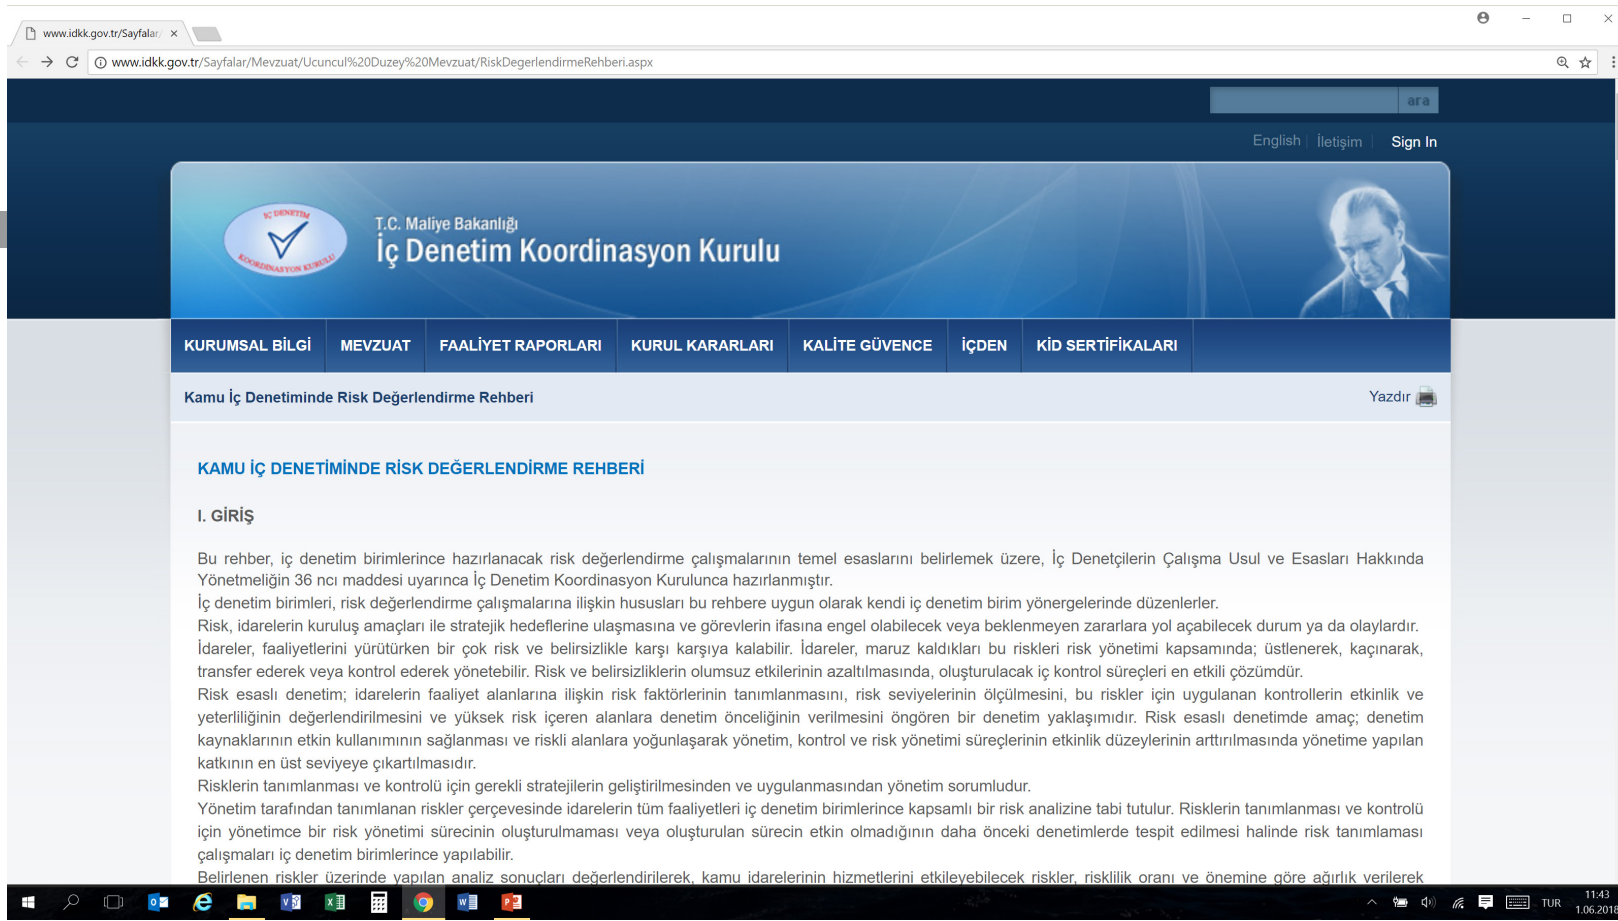 www.idkk.gov.tr/Sayfalar/
www.idkk.gov.tr/Sayfalar/Mevzuat/Ucuncul%20Duzey%20Mevzuat/RiskDegerlendirmeRehberi.aspx
ara
English
İletişim
Sign In
İÇ DENETİM
KOORDINASYON KURULU
T.C. Maliye Bakanlığı
İç Denetim Koordinasyon Kurulu
KURUMSAL BİLGİ
MEVZUAT
FAALİYET RAPORLARI
KURUL KARARLARI
KALİTE GÜVENCE
İÇDEN
KİD SERTİFİKALARI
Kamu İç Denetiminde Risk Değerlendirme Rehberi
Yazdır
KAMU İÇ DENETİMİNDE RİSK DEĞERLENDİRME REHBERİ
I. GİRİŞ
Bu rehber, iç denetim birimlerince hazırlanacak risk değerlendirme çalışmalarının temel esaslarını belirlemek üzere, İç Denetçilerin Çalışma Usul ve Esasları Hakkında
Yönetmeliğin 36 ncı maddesi uyarınca İç Denetim Koordinasyon Kurulunca hazırlanmıştır.
İç denetim birimleri, risk değerlendirme çalışmalarına ilişkin hususları bu rehbere uygun olarak kendi iç denetim birim yönergelerinde düzenlerler.
Risk, idarelerin kuruluş amaçları ile stratejik hedeflerine ulaşmasına ve görevlerin ifasına engel olabilecek veya beklenmeyen zararlara yol açabilecek durum ya da olaylardır.
İdareler, faaliyetlerini yürütürken bir çok risk ve belirsizlikle karşı karşıya kalabilir. İdareler, maruz kaldıkları bu riskleri risk yönetimi kapsamında; üstlenerek, kaçınarak,
transfer ederek veya kontrol ederek yönetebilir. Risk ve belirsizliklerin olumsuz etkilerinin azaltılmasında, oluşturulacak iç kontrol süreçleri en etkili çözümdür.
Risk esaslı denetim; idarelerin faaliyet alanlarına ilişkin risk faktörlerinin tanımlanmasını, risk seviyelerinin ölçülmesini, bu riskler için uygulanan kontrollerin etkinlik ve
yeterliliğinin değerlendirilmesini ve yüksek risk içeren alanlara denetim önceliğinin verilmesini öngören bir denetim yaklaşımıdır. Risk esaslı denetimde amaç; denetim
kaynaklarının etkin kullanımının sağlanması ve riskli alanlara yoğunlaşarak yönetim, kontrol ve risk yönetimi süreçlerinin etkinlik düzeylerinin arttırılmasında yönetime yapılan
katkının en üst seviyeye çıkartılmasıdır.
Risklerin tanımlanması ve kontrolü için gerekli stratejilerin geliştirilmesinden ve uygulanmasından yönetim sorumludur.
Yönetim tarafından tanımlanan riskler çerçevesinde idarelerin tüm faaliyetleri iç denetim birimlerince kapsamlı bir risk analizine tabi tutulur. Risklerin tanımlanması ve kontrolü
için yönetimce bir risk yönetimi sürecinin oluşturulmaması veya oluşturulan sürecin etkin olmadığının daha önceki denetimlerde tespit edilmesi halinde risk tanımlaması
çalışmaları iç denetim birimlerince yapılabilir.
Belirlenen riskler üzerinde yapılan analiz sonuçları değerlendirilerek, kamu idarelerinin hizmetlerini etkileyebilecek riskler, risklilik oranı ve önemine göre ağırlık verilerek
TUR
11:43
1.06.2018